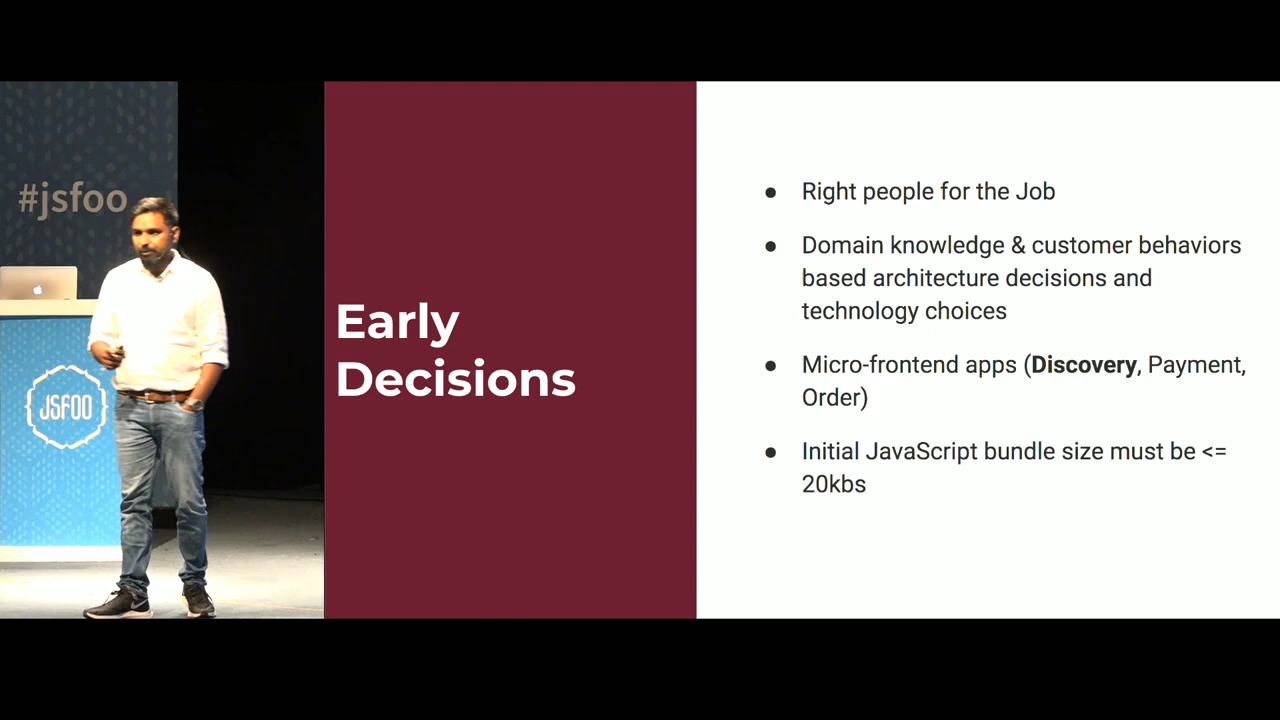 #jsfoo
JSFOO
Early
Decisions
● Right people for the Job
● Domain knowledge & customer behaviors
based architecture decisions and
technology choices
● Micro-frontend apps (Discovery, Payment,
Order)
● Initial JavaScript bundle size must be <=
20kbs